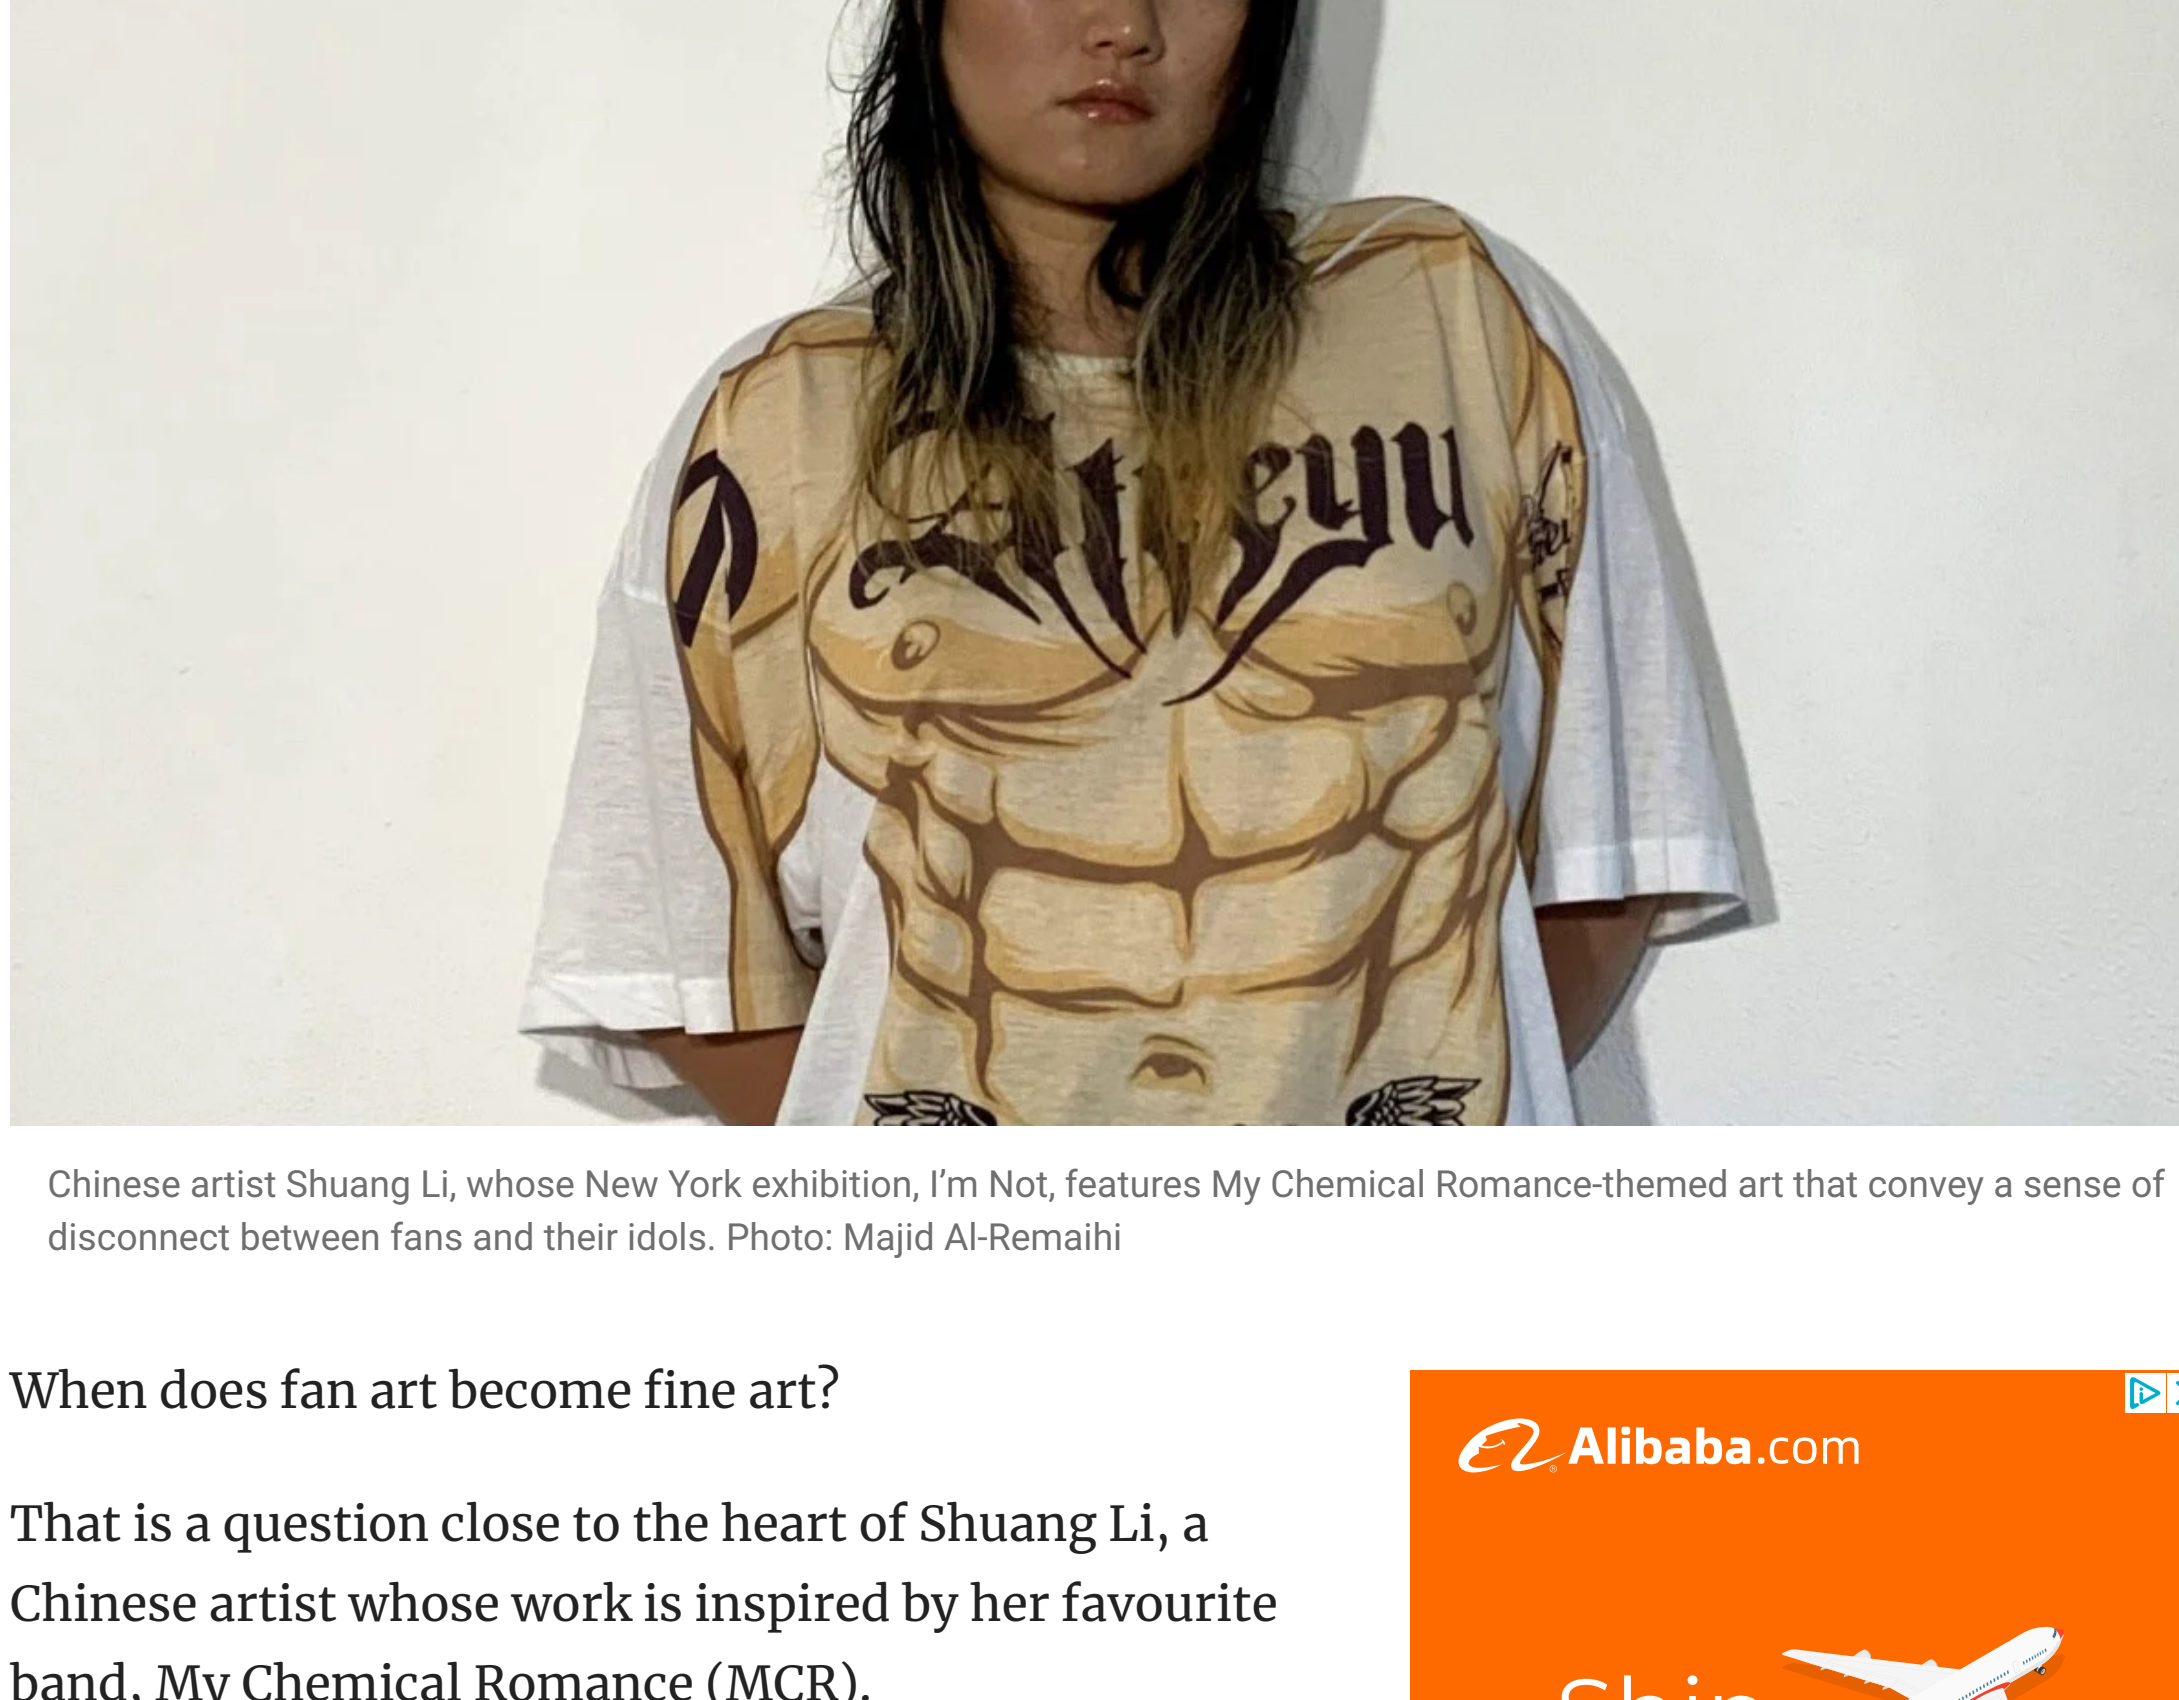 Atreyu
Chinese artist Shuang Li, whose New York exhibition, I’m Not, features My Chemical Romance-themed art that convey a sense of
disconnect between fans and their idols. Photo: Majid Al-Remaihi
When does fan art become fine art?
That is a question close to the heart of Shuang Li, a
Chinese artist whose work is inspired by her favourite
band, My Chemical Romance (MCR).
Alibaba.com
Ship